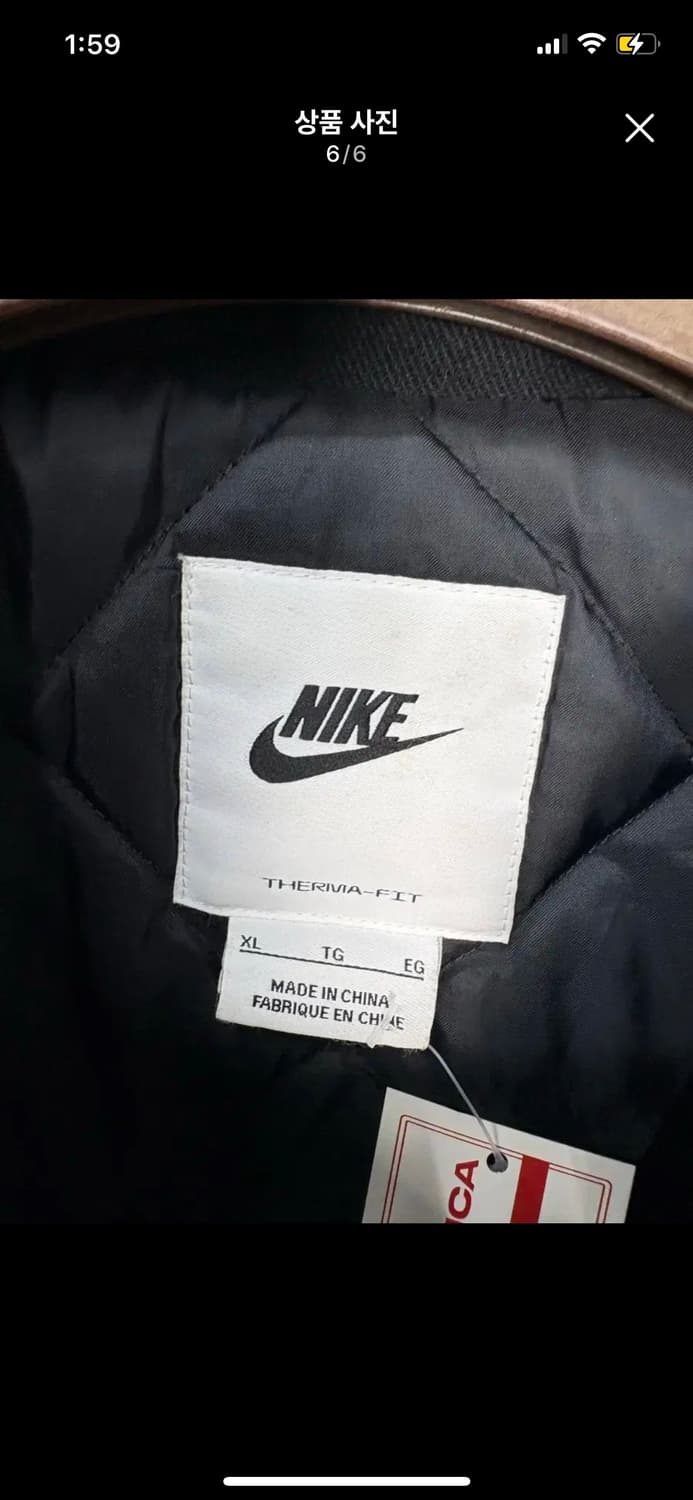 1:59
상품 사진
6/6
NIKE
THERMA-FIT
XL TG EG
MADE IN CHINA
FABRIQUE EN CHINE
ICA